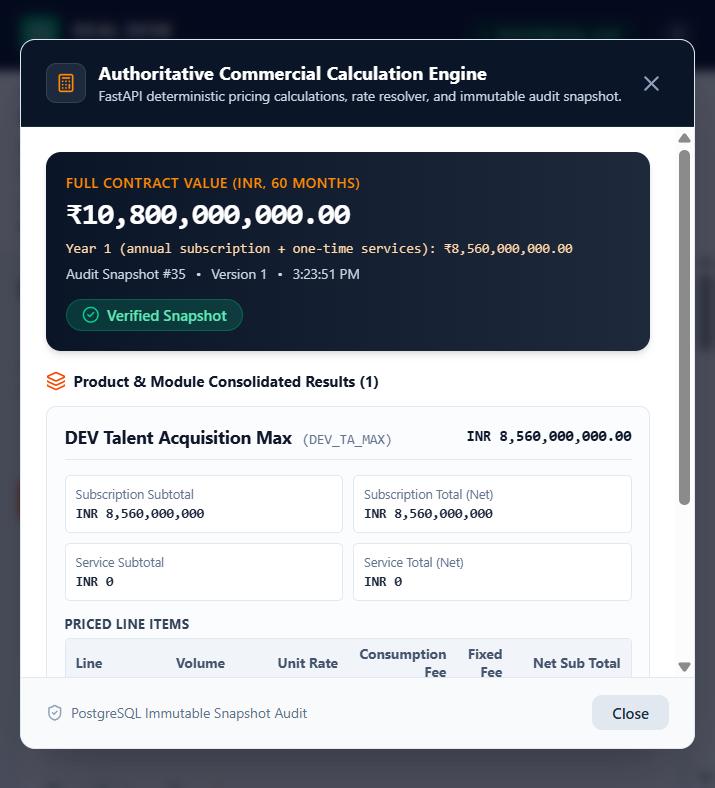 Authoritative Commercial Calculation Engine
FastAPI deterministic pricing calculations, rate resolver, and immutable audit snapshot.
FULL CONTRACT VALUE (INR, 60 MONTHS)
₹10,800,000,000.00
Year 1 (annual subscription + one-time services): ₹8,560,000,000.00
Audit Snapshot #35 • Version 1 • 3:23:51 PM
Verified Snapshot
Product & Module Consolidated Results (1)
DEV Talent Acquisition Max (DEV_TA_MAX) INR 8,560,000,000.00
Subscription Subtotal Subscription Total (Net)
INR 8,560,000,000 INR 8,560,000,000
Service Subtotal Service Total (Net)
INR 0 INR 0
PRICED LINE ITEMS
Line Volume Unit Rate Consumption Fee Fixed Fee Net Sub Total
PostgreSQL Immutable Snapshot Audit Close